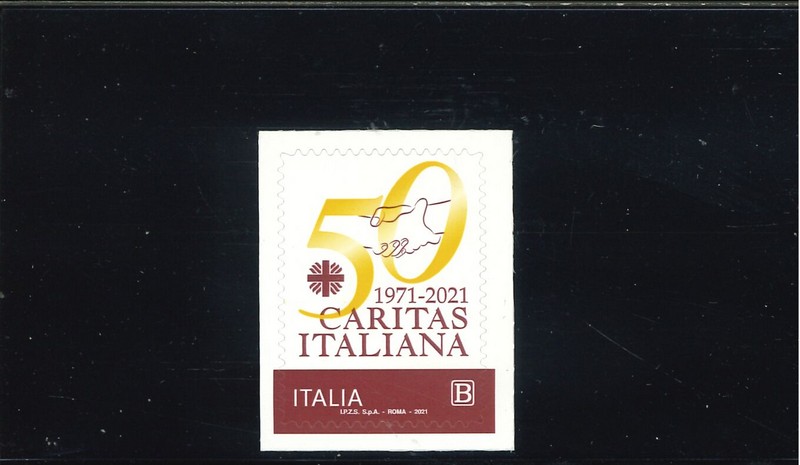 50
1971-2021
CARITAS
ITALIANA
ITALIA B
I.P.Z.S. S.p.A. - ROMA - 2021